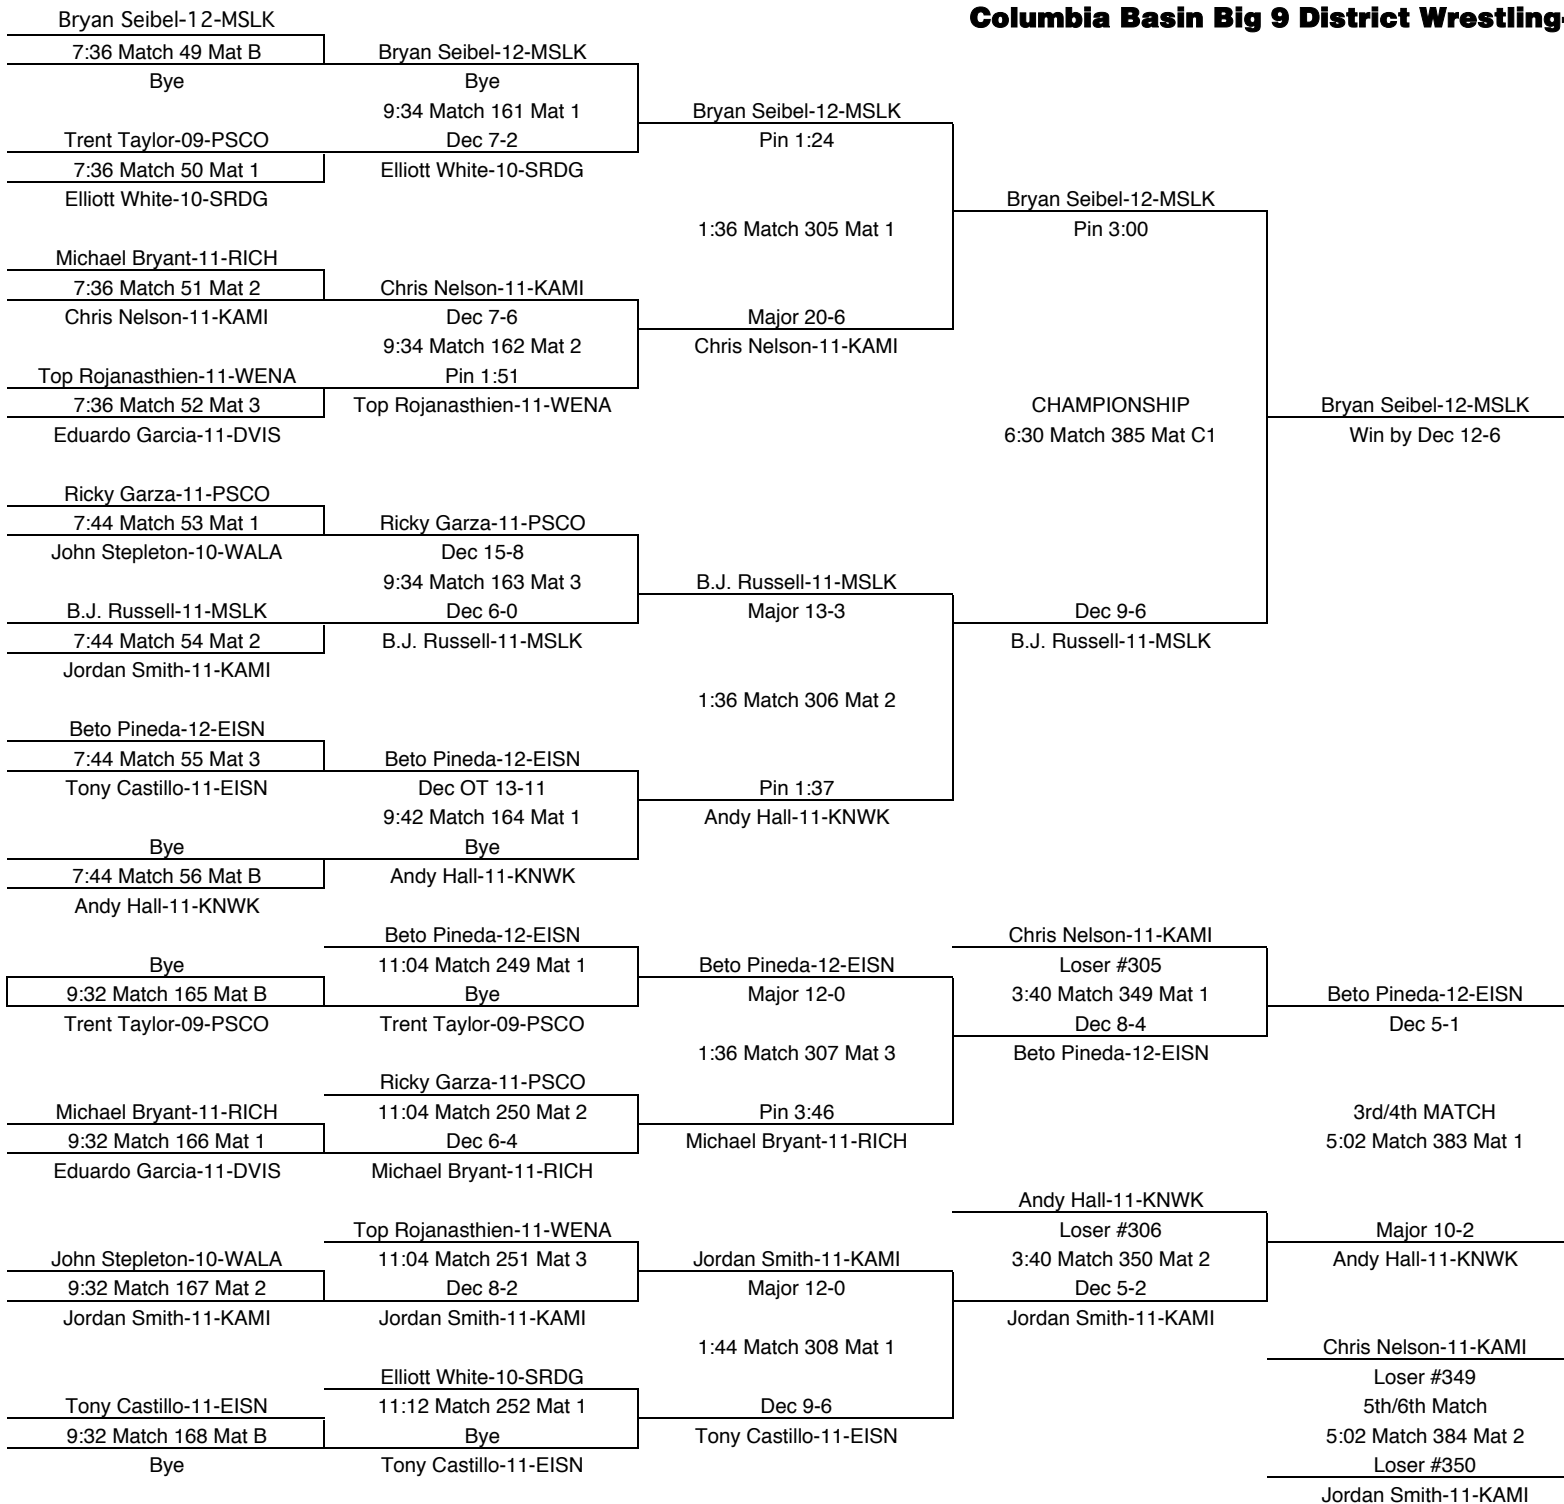 Columbia Basin Big 9 District Wrestling-
Bryan Seibel-12-MSLK
7:36 Match 49 Mat B
Bye
Trent Taylor-09-PSCO
7:36 Match 50 Mat 1
Elliott White-10-SRDG
Michael Bryant-11-RICH
7:36 Match 51 Mat 2
Chris Nelson-11-KAMI
Top Rojanasthien-11-WENA
7:36 Match 52 Mat 3
Eduardo Garcia-11-DVIS
Ricky Garza-11-PSCO
7:44 Match 53 Mat 1
John Stepleton-10-WALA
B.J. Russell-11-MSLK
7:44 Match 54 Mat 2
Jordan Smith-11-KAMI
Beto Pineda-12-EISN
7:44 Match 55 Mat 3
Tony Castillo-11-EISN
Bye
7:44 Match 56 Mat B
Andy Hall-11-KNWK
Bryan Seibel-12-MSLK
Bye
9:34 Match 161 Mat 1
Dec 7-2
Elliott White-10-SRDG
Chris Nelson-11-KAMI
Dec 7-6
9:34 Match 162 Mat 2
Pin 1:51
Top Rojanasthien-11-WENA
Ricky Garza-11-PSCO
Dec 15-8
9:34 Match 163 Mat 3
Dec 6-0
B.J. Russell-11-MSLK
Beto Pineda-12-EISN
Dec OT 13-11
9:42 Match 164 Mat 1
Bye
Andy Hall-11-KNWK
Bryan Seibel-12-MSLK
Pin 1:24
1:36 Match 305 Mat 1
Major 20-6
Chris Nelson-11-KAMI
B.J. Russell-11-MSLK
Major 13-3
1:36 Match 306 Mat 2
Pin 1:37
Andy Hall-11-KNWK
Bryan Seibel-12-MSLK
Pin 3:00
CHAMPIONSHIP
6:30 Match 385 Mat C1
Dec 9-6
B.J. Russell-11-MSLK
Bryan Seibel-12-MSLK
Win by Dec 12-6
Bye
9:32 Match 165 Mat B
Trent Taylor-09-PSCO
Michael Bryant-11-RICH
9:32 Match 166 Mat 1
Eduardo Garcia-11-DVIS
John Stepleton-10-WALA
9:32 Match 167 Mat 2
Jordan Smith-11-KAMI
Tony Castillo-11-EISN
9:32 Match 168 Mat B
Bye
Beto Pineda-12-EISN
11:04 Match 249 Mat 1
Bye
Trent Taylor-09-PSCO
Ricky Garza-11-PSCO
11:04 Match 250 Mat 2
Dec 6-4
Michael Bryant-11-RICH
Top Rojanasthien-11-WENA
11:04 Match 251 Mat 3
Dec 8-2
Jordan Smith-11-KAMI
Elliott White-10-SRDG
11:12 Match 252 Mat 1
Bye
Tony Castillo-11-EISN
Beto Pineda-12-EISN
Major 12-0
1:36 Match 307 Mat 3
Pin 3:46
Michael Bryant-11-RICH
Jordan Smith-11-KAMI
Major 12-0
1:44 Match 308 Mat 1
Dec 9-6
Tony Castillo-11-EISN
Chris Nelson-11-KAMI
Loser #305
3:40 Match 349 Mat 1
Dec 8-4
Beto Pineda-12-EISN
Andy Hall-11-KNWK
Loser #306
3:40 Match 350 Mat 2
Dec 5-2
Jordan Smith-11-KAMI
Beto Pineda-12-EISN
Dec 5-1
3rd/4th MATCH
5:02 Match 383 Mat 1
Major 10-2
Andy Hall-11-KNWK
Chris Nelson-11-KAMI
Loser #349
5th/6th Match
5:02 Match 384 Mat 2
Loser #350
Jordan Smith-11-KAMI